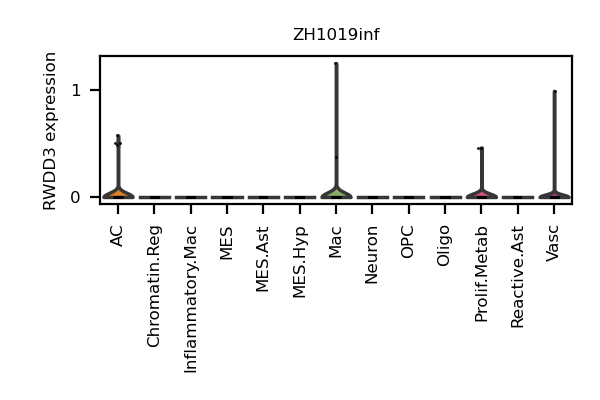 ZH1019inf
RWDD3 expression
1
0
AC
Chromatin.Reg
Inflammatory.Mac
MES
MES.Ast
MES.Hyp
Mac
Neuron
OPC
Oligo
Prolif.Metab
Reactive.Ast
Vasc